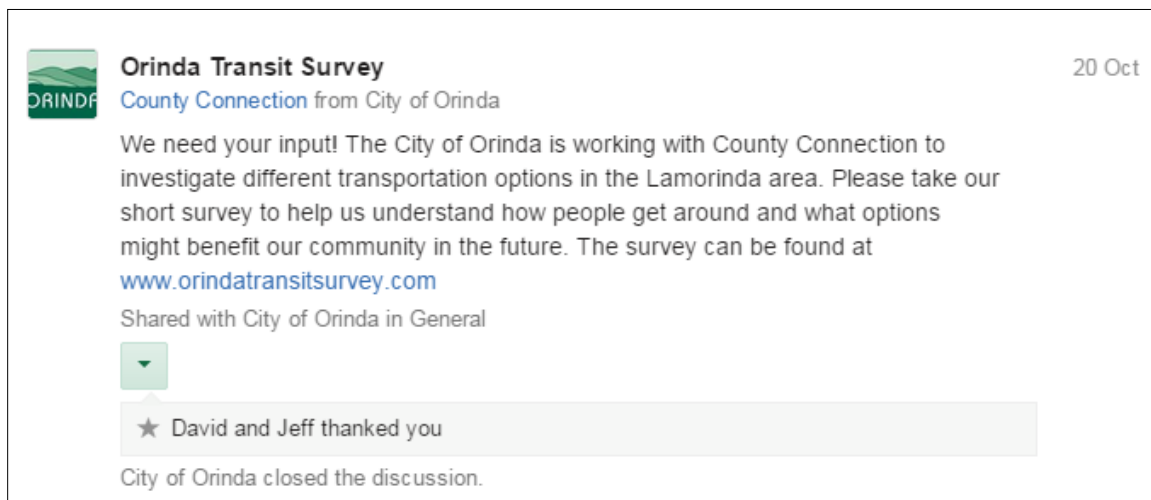 Orinda Transit Survey
20 Oct
ORINDA
County Connection from City of Orinda
We need your input! The City of Orinda is working with County Connection to
investigate different transportation options in the Lamorinda area. Please take our
short survey to help us understand how people get around and what options
might benefit our community in the future. The survey can be found at
www.orindatransitsurvey.com
Shared with City of Orinda in General
David and Jeff thanked you
City of Orinda closed the discussion.